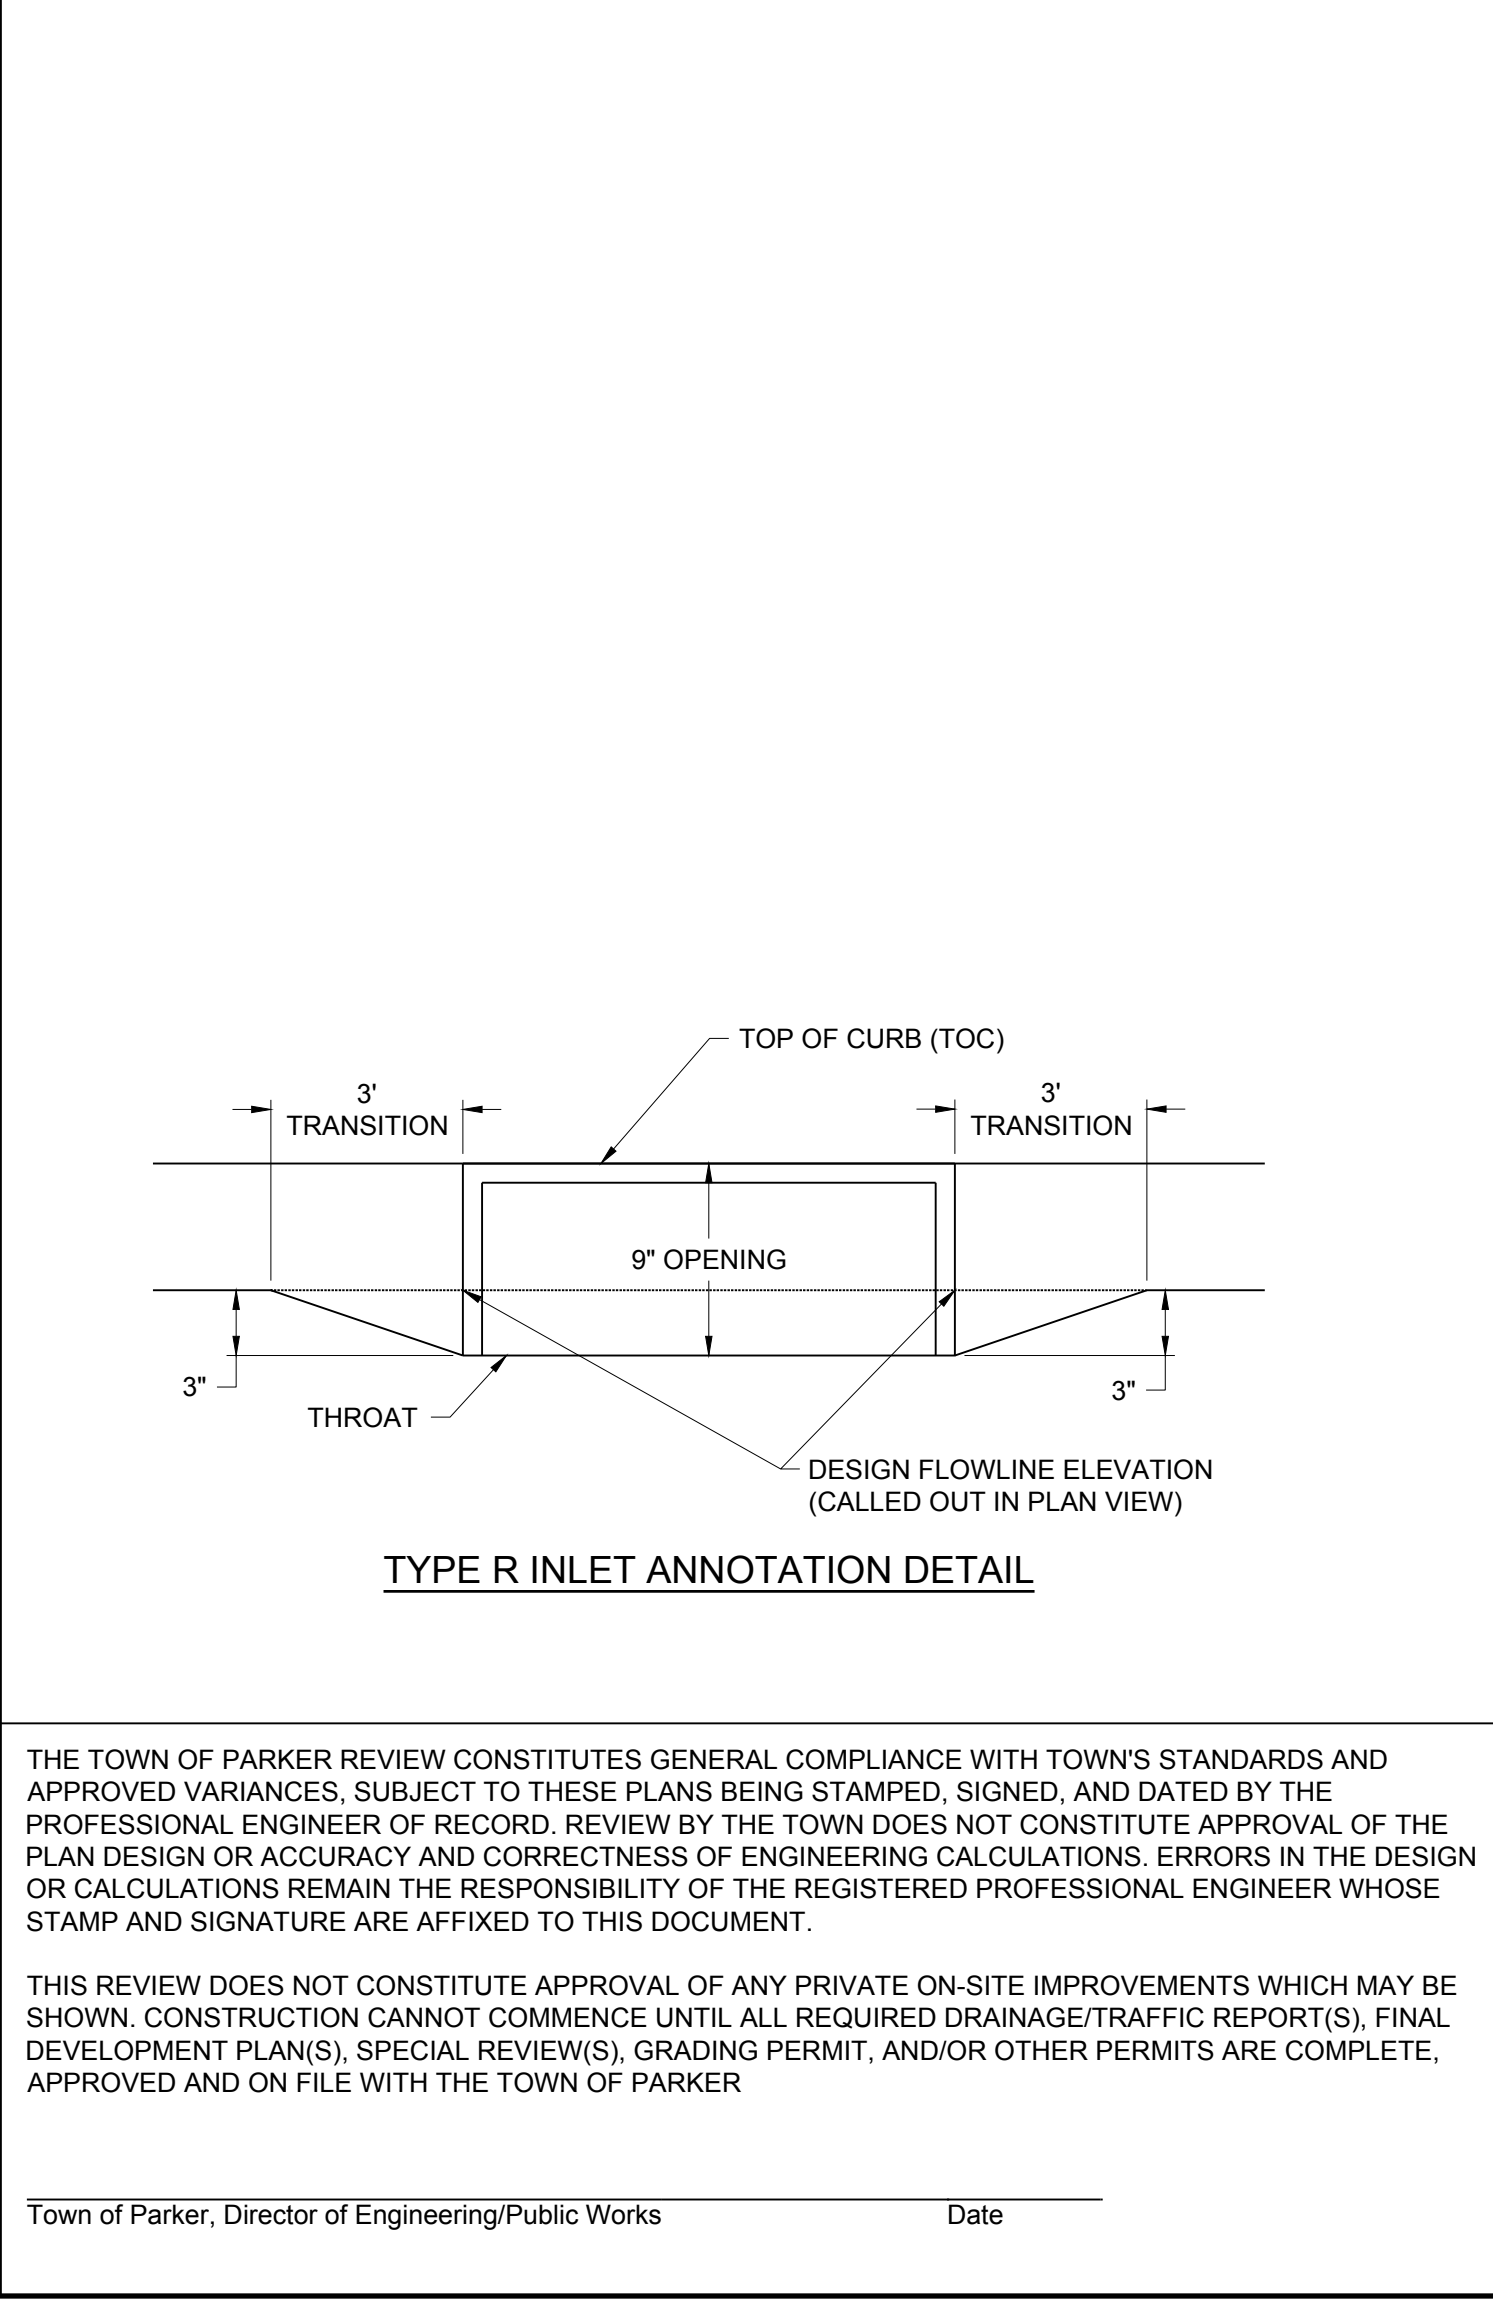 TOP OF CURB (TOC)
3'
TRANSITION
3'
TRANSITION
9" OPENING
3"
3"
THROAT
DESIGN FLOWLINE ELEVATION
(CALLED OUT IN PLAN VIEW)
TYPE R INLET ANNOTATION DETAIL
THE TOWN OF PARKER REVIEW CONSTITUTES GENERAL COMPLIANCE WITH TOWN'S STANDARDS AND
APPROVED VARIANCES, SUBJECT TO THESE PLANS BEING STAMPED, SIGNED, AND DATED BY THE
PROFESSIONAL ENGINEER OF RECORD. REVIEW BY THE TOWN DOES NOT CONSTITUTE APPROVAL OF THE
PLAN DESIGN OR ACCURACY AND CORRECTNESS OF ENGINEERING CALCULATIONS. ERRORS IN THE DESIGN
OR CALCULATIONS REMAIN THE RESPONSIBILITY OF THE REGISTERED PROFESSIONAL ENGINEER WHOSE
STAMP AND SIGNATURE ARE AFFIXED TO THIS DOCUMENT.
THIS REVIEW DOES NOT CONSTITUTE APPROVAL OF ANY PRIVATE ON-SITE IMPROVEMENTS WHICH MAY BE
SHOWN. CONSTRUCTION CANNOT COMMENCE UNTIL ALL REQUIRED DRAINAGE/TRAFFIC REPORT(S), FINAL
DEVELOPMENT PLAN(S), SPECIAL REVIEW(S), GRADING PERMIT, AND/OR OTHER PERMITS ARE COMPLETE,
APPROVED AND ON FILE WITH THE TOWN OF PARKER
Town of Parker, Director of Engineering/Public Works Date